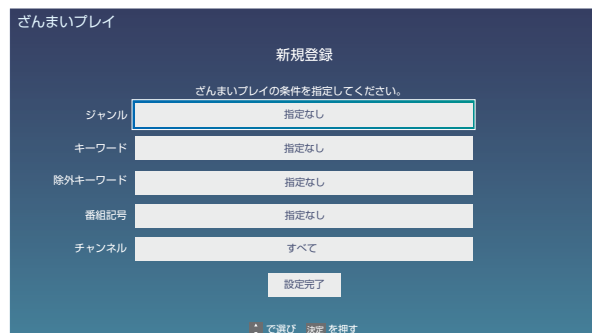 ざんまいプレイ
新規登録
ざんまいプレイの条件を指定してください。
ジャンル 指定なし
キーワード 指定なし
除外キーワード 指定なし
番組記号 指定なし
チャンネル すべて
設定完了
で選び 決定 を押す